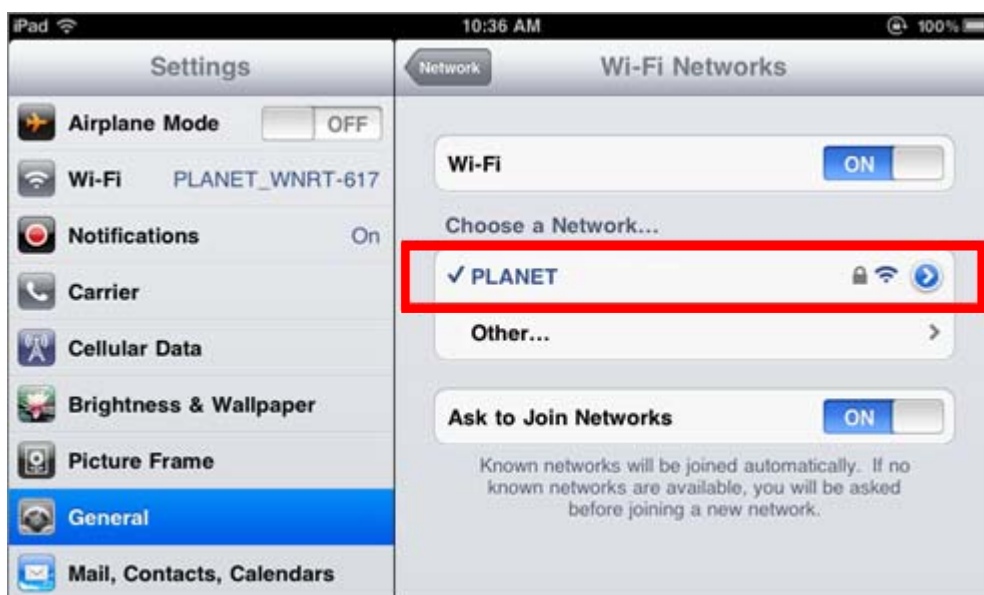 iPad 10:36 AM 100%
Settings
Airplane Mode OFF
Wi-Fi PLANET_WNRT-617
Notifications On
Carrier
Cellular Data
Brightness & Wallpaper
Picture Frame
General
Mail, Contacts, Calendars
Network Wi-Fi Networks
Wi-Fi ON
Choose a Network...
✓ PLANET
Other...
Ask to Join Networks ON
Known networks will be joined automatically. If no
known networks are available, you will be asked
before joining a new network.